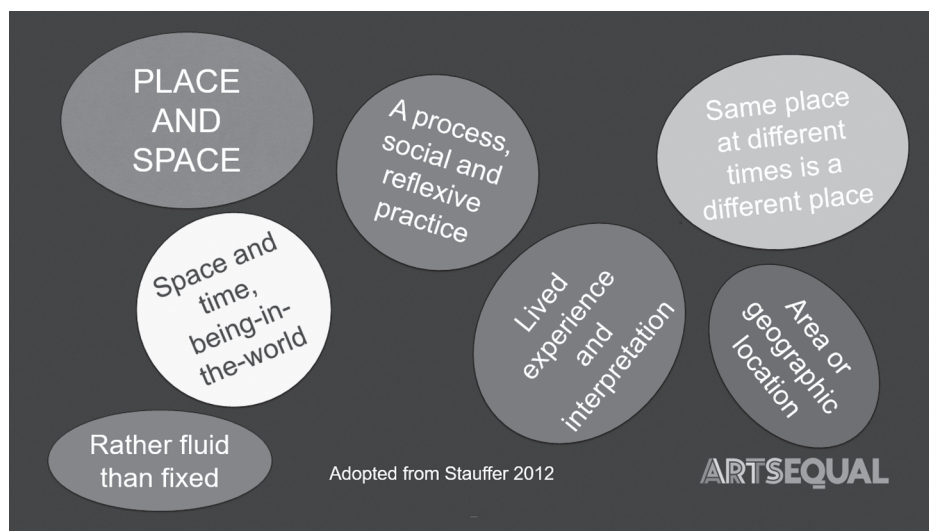 PLACE
AND
SPACE
A process,
social and
reflexive
practice
Same place
at different
times is a
different place
Space and
time,
being-in-
the-world
Lived
experience
and
interpretation
Area or
geographic
location
Rather fluid
than fixed
Adopted from Stauffer 2012
ARTSEQUAL